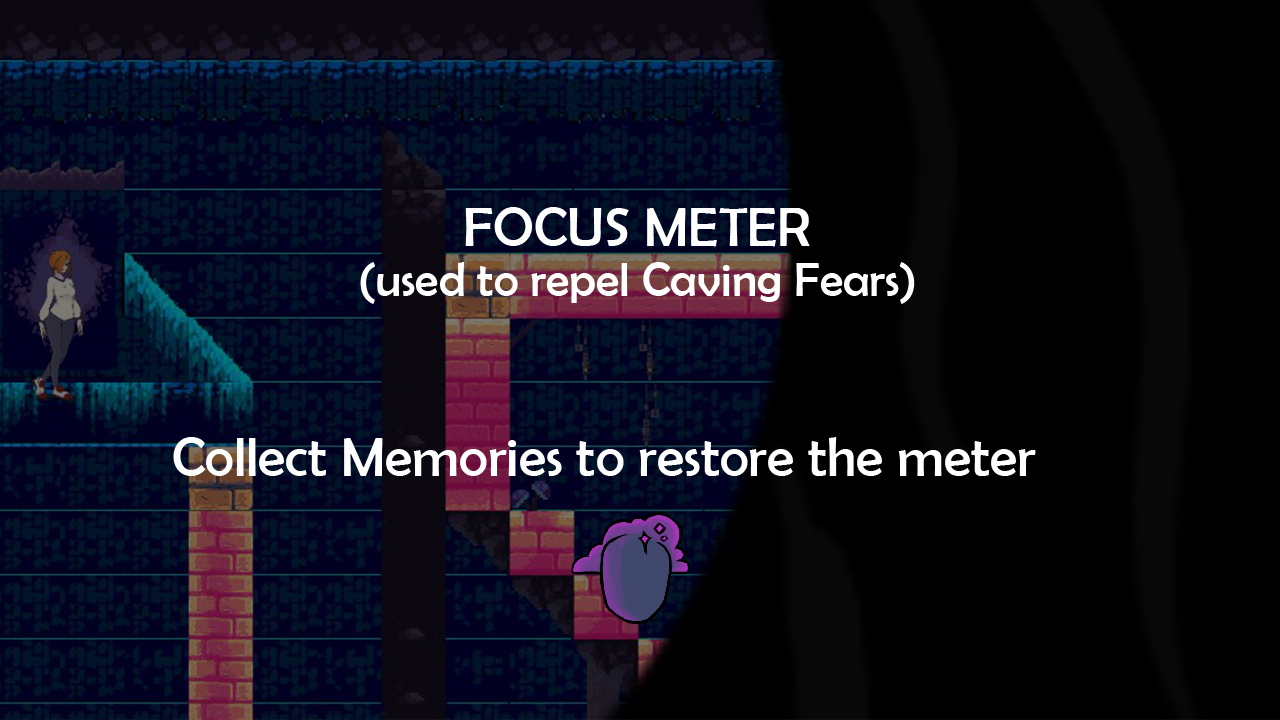 FOCUS METER
(used to repel Caving Fears)
Collect Memories to restore the meter